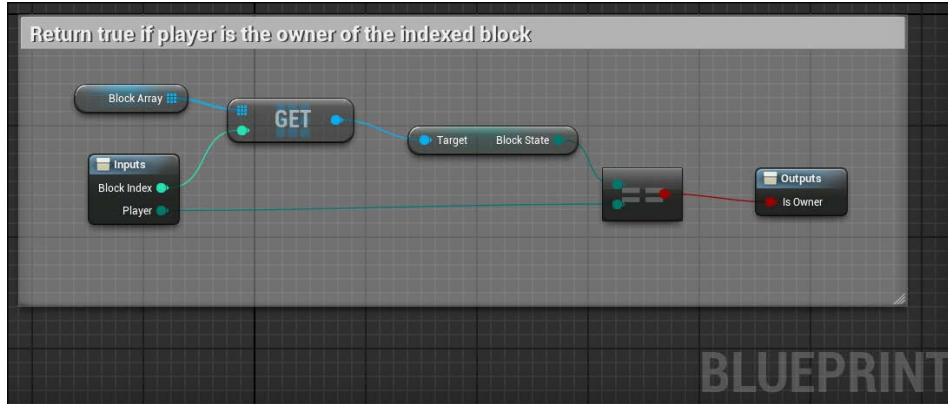 Return true if player is the owner of the indexed block
Block Array
GET
Target Block State
Inputs
Block Index
Player
==
Outputs
Is Owner
BLUEPRINT